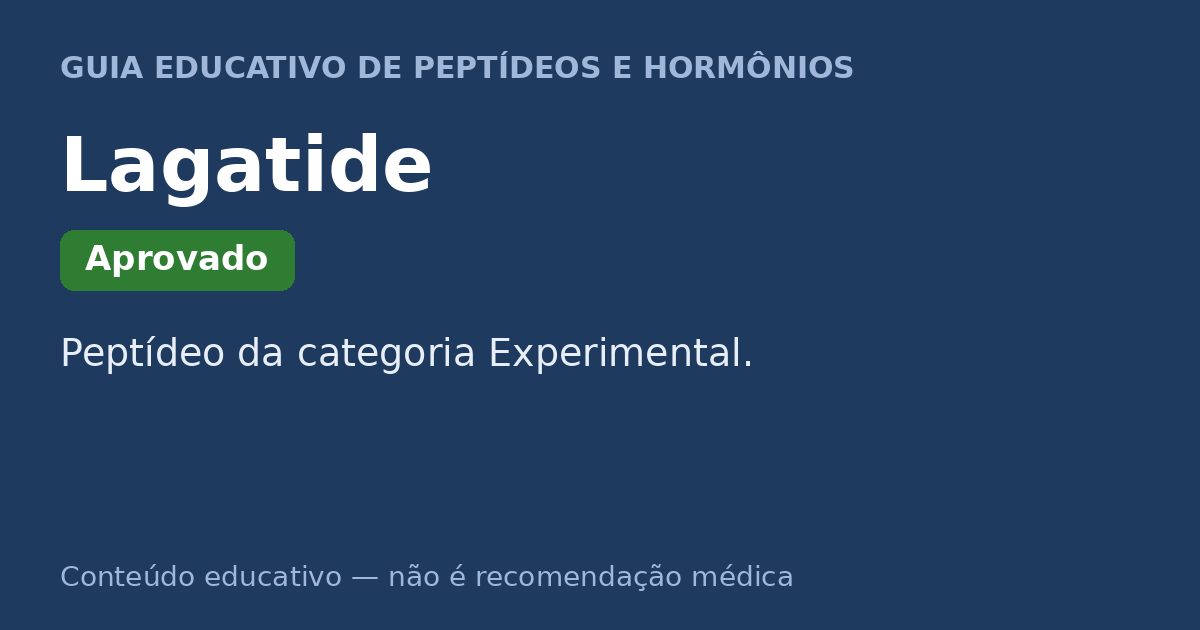 GUIA EDUCATIVO DE PEPTÍDEOS E HORMÔNIOS
Lagatide
Aprovado
Peptídeo da categoria Experimental.
Conteúdo educativo — não é recomendação médica